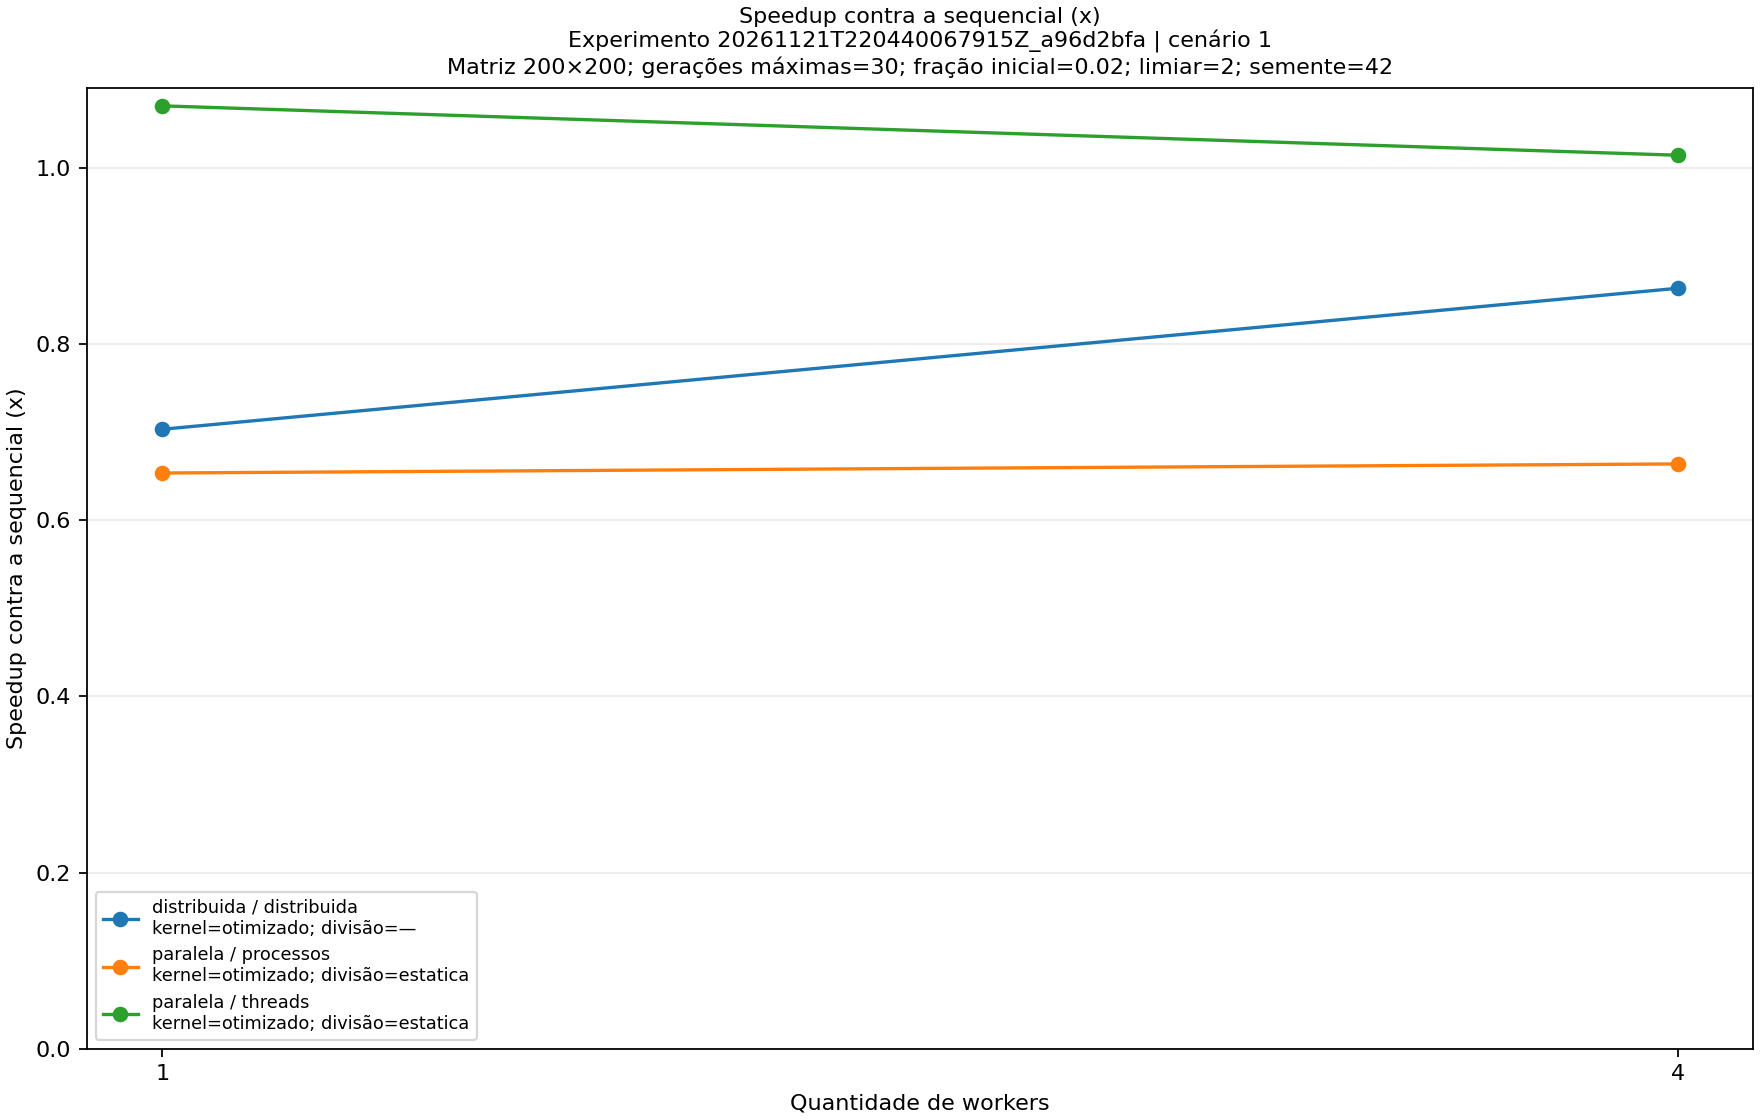 Speedup contra a sequencial (x)
Experimento 20261121T220440067915Z_a96d2bfa | cenário 1
Matriz 200×200; gerações máximas=30; fração inicial=0.02; limiar=2; semente=42
Speedup contra a sequencial (x)
1.0
0.8
0.6
0.4
0.2
0.0
distribuida / distribuida
kernel=otimizado; divisão=—
paralela / processos
kernel=otimizado; divisão=estatica
paralela / threads
kernel=otimizado; divisão=estatica
1
4
Quantidade de workers